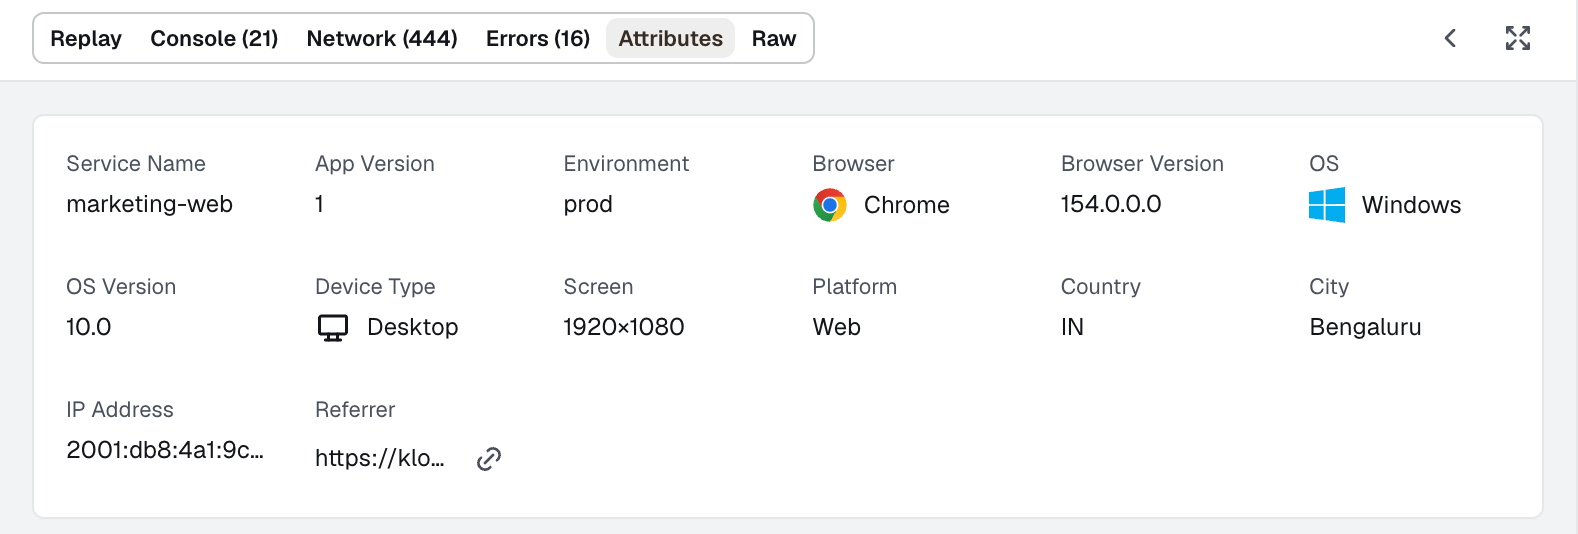 Replay Console (21) Network (444) Errors (16) Attributes Raw
Service Name App Version Environment Browser Browser Version OS
marketing-web 1 prod Chrome 154.0.0.0 Windows
OS Version Device Type Screen Platform Country City
10.0 Desktop 1920×1080 Web IN Bengaluru
IP Address Referrer
2001:db8:4a1:9c... https://klo...